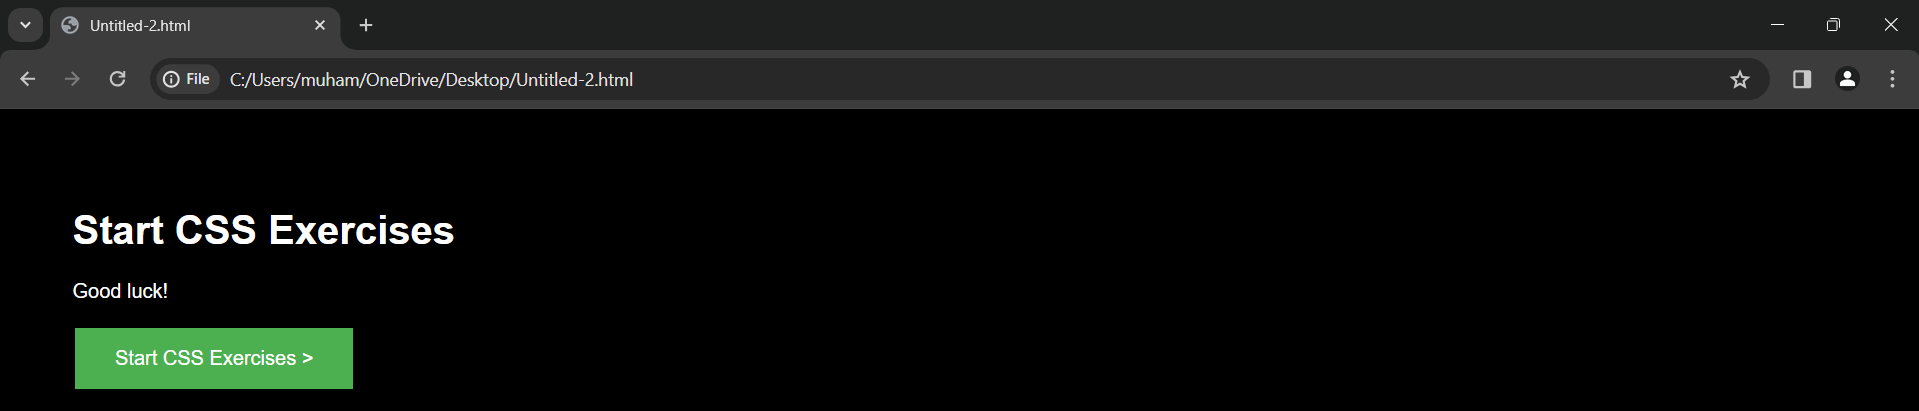 Untitled-2.html
File C:/Users/muham/OneDrive/Desktop/Untitled-2.html
Start CSS Exercises
Good luck!
Start CSS Exercises >